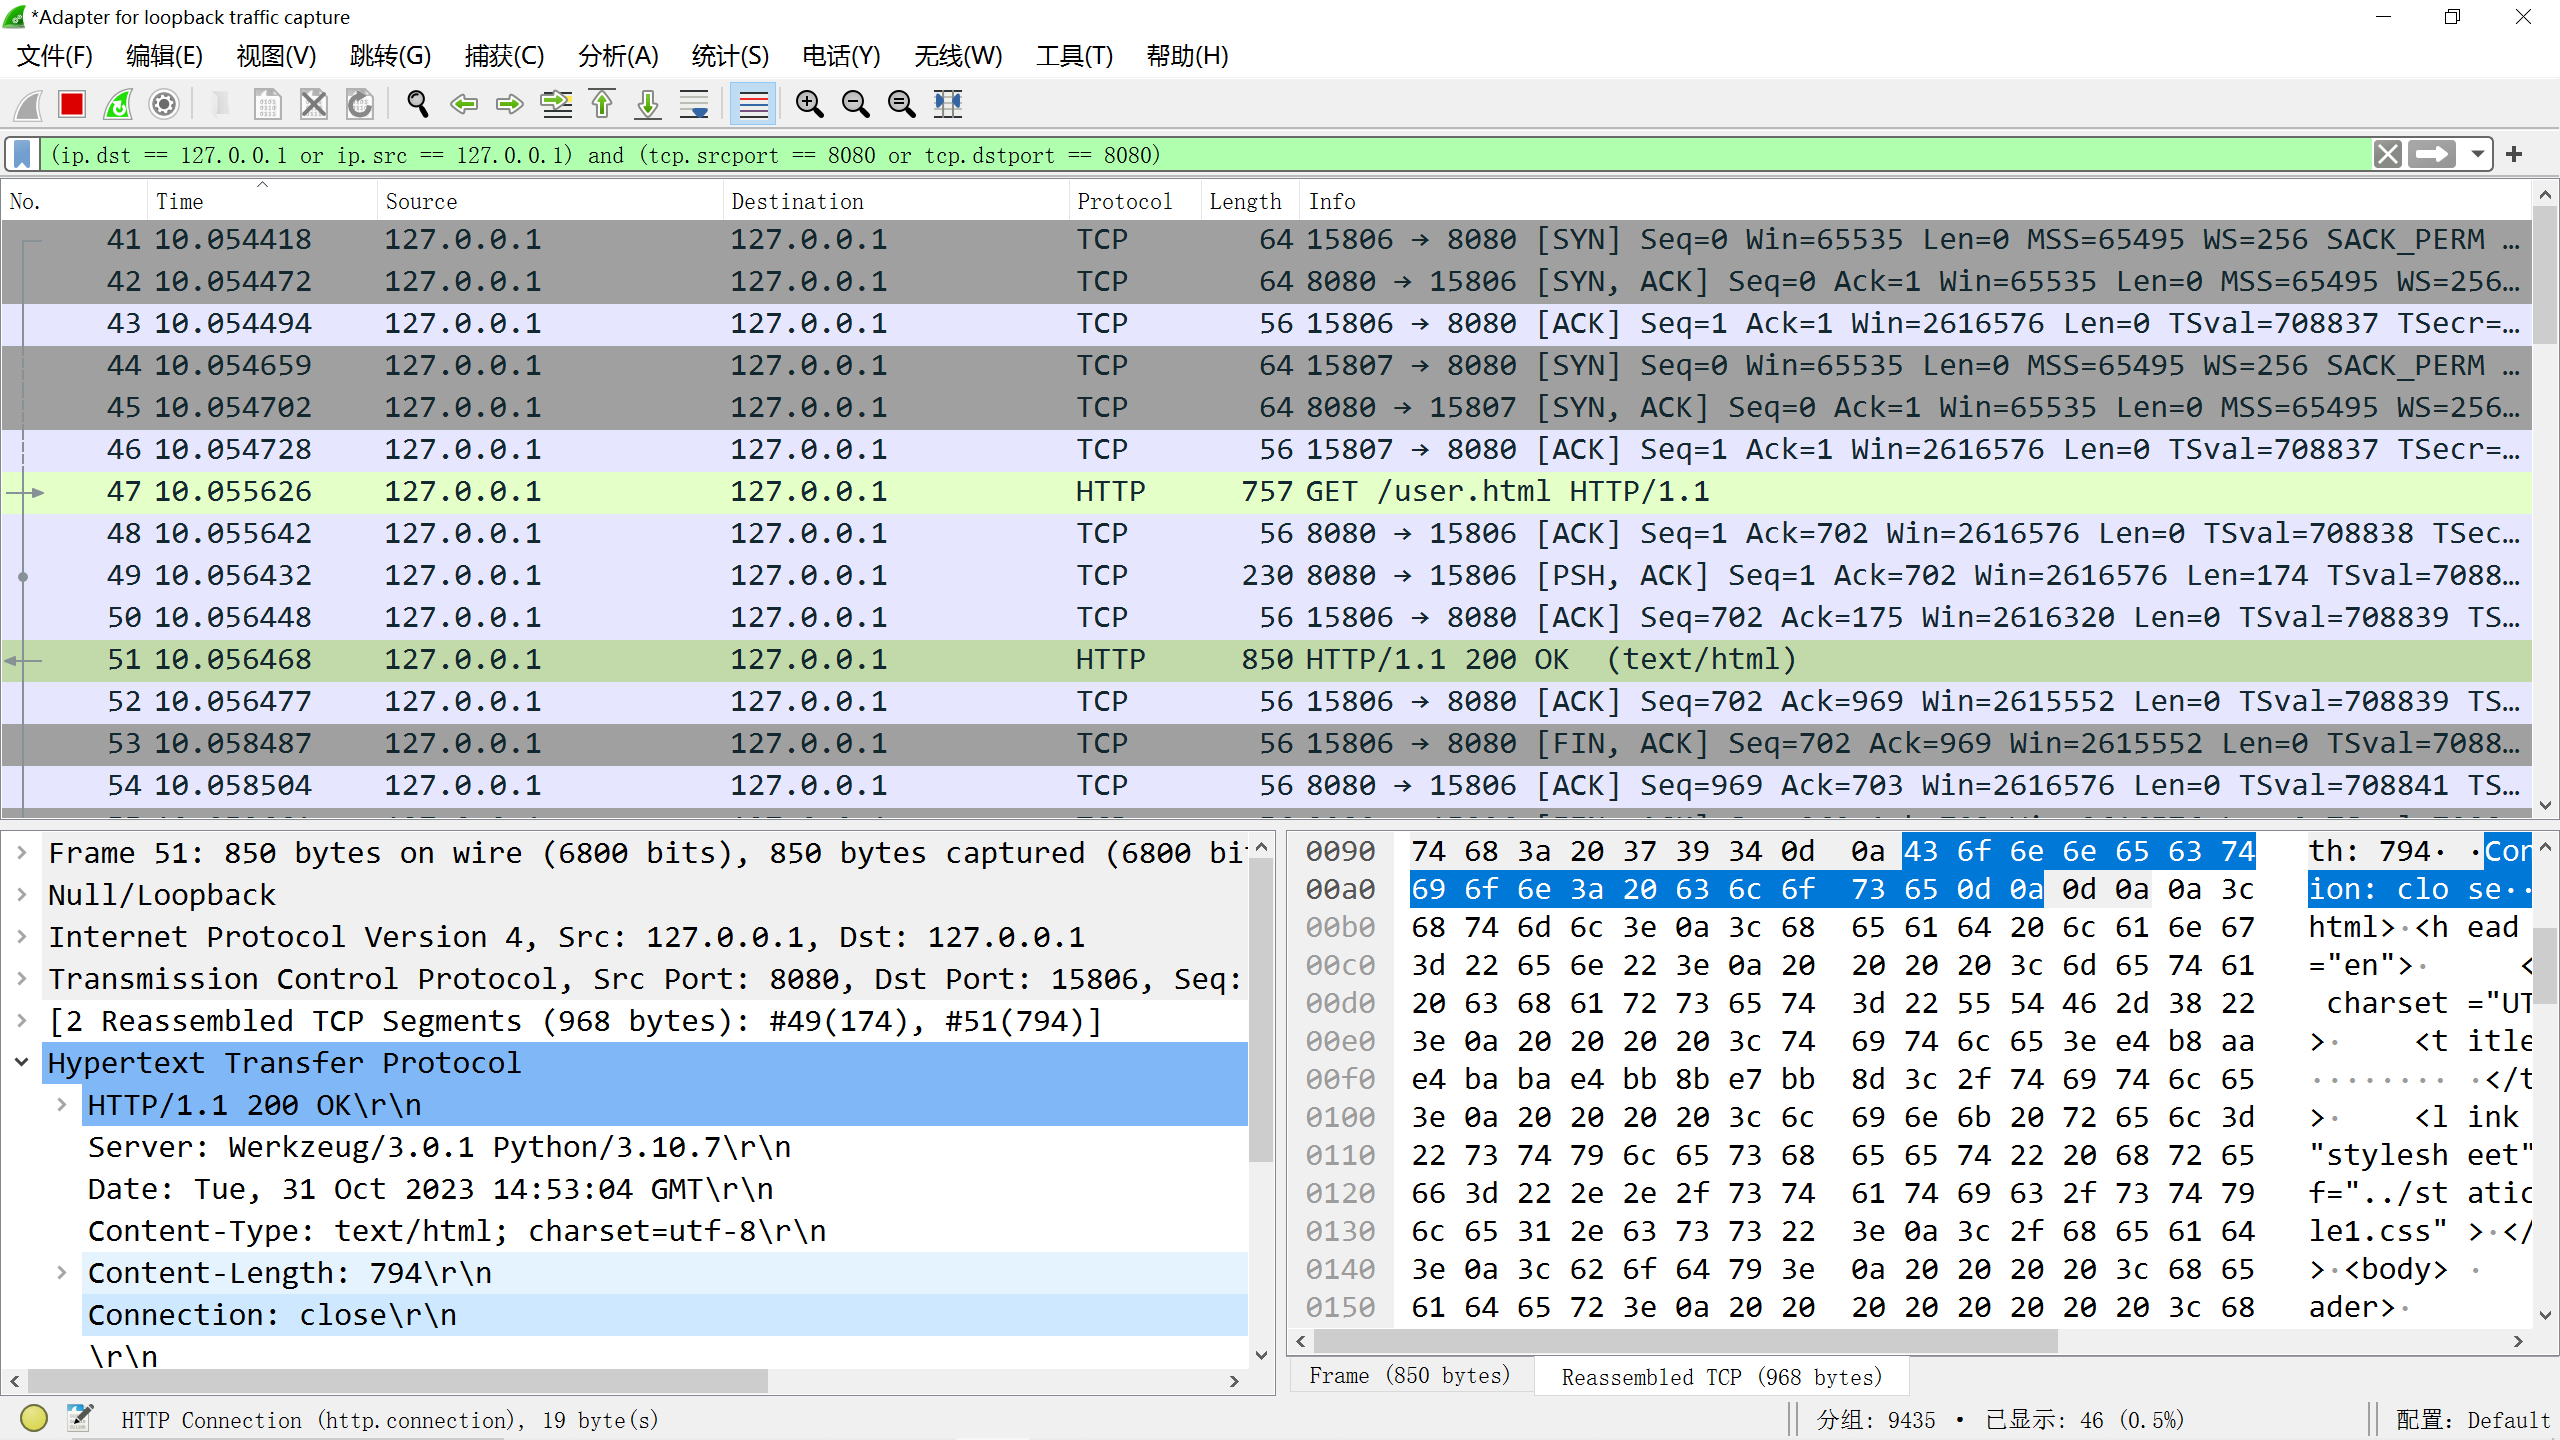 *Adapter for loopback traffic capture
文件(F) 编辑(E) 视图(V) 跳转(G) 捕获(C) 分析(A) 统计(S) 电话(Y) 无线(W) 工具(T) 帮助(H)
(ip.dst == 127.0.0.1 or ip.src == 127.0.0.1) and (tcp.srcport == 8080 or tcp.dstport == 8080)
No. Time Source Destination Protocol Length Info
41 10.054418 127.0.0.1 127.0.0.1 TCP 64 15806 → 8080 [SYN] Seq=0 Win=65535 Len=0 MSS=65495 WS=256 SACK_PERM …
42 10.054472 127.0.0.1 127.0.0.1 TCP 64 8080 → 15806 [SYN, ACK] Seq=0 Ack=1 Win=65535 Len=0 MSS=65495 WS=256…
43 10.054494 127.0.0.1 127.0.0.1 TCP 56 15806 → 8080 [ACK] Seq=1 Ack=1 Win=2616576 Len=0 TSval=708837 TSecr=…
44 10.054659 127.0.0.1 127.0.0.1 TCP 64 15807 → 8080 [SYN] Seq=0 Win=65535 Len=0 MSS=65495 WS=256 SACK_PERM …
45 10.054702 127.0.0.1 127.0.0.1 TCP 64 8080 → 15807 [SYN, ACK] Seq=0 Ack=1 Win=65535 Len=0 MSS=65495 WS=256…
46 10.054728 127.0.0.1 127.0.0.1 TCP 56 15807 → 8080 [ACK] Seq=1 Ack=1 Win=2616576 Len=0 TSval=708837 TSecr=…
47 10.055626 127.0.0.1 127.0.0.1 HTTP 757 GET /user.html HTTP/1.1
48 10.055642 127.0.0.1 127.0.0.1 TCP 56 8080 → 15806 [ACK] Seq=1 Ack=702 Win=2616576 Len=0 TSval=708838 TSec…
49 10.056432 127.0.0.1 127.0.0.1 TCP 230 8080 → 15806 [PSH, ACK] Seq=1 Ack=702 Win=2616576 Len=174 TSval=7088…
50 10.056448 127.0.0.1 127.0.0.1 TCP 56 15806 → 8080 [ACK] Seq=702 Ack=175 Win=2616320 Len=0 TSval=708839 TS…
51 10.056468 127.0.0.1 127.0.0.1 HTTP 850 HTTP/1.1 200 OK (text/html)
52 10.056477 127.0.0.1 127.0.0.1 TCP 56 15806 → 8080 [ACK] Seq=702 Ack=969 Win=2615552 Len=0 TSval=708839 TS…
53 10.058487 127.0.0.1 127.0.0.1 TCP 56 15806 → 8080 [FIN, ACK] Seq=702 Ack=969 Win=2615552 Len=0 TSval=7088…
54 10.058504 127.0.0.1 127.0.0.1 TCP 56 8080 → 15806 [ACK] Seq=969 Ack=703 Win=2616576 Len=0 TSval=708841 TS…
Frame 51: 850 bytes on wire (6800 bits), 850 bytes captured (6800 bi
Null/Loopback
Internet Protocol Version 4, Src: 127.0.0.1, Dst: 127.0.0.1
Transmission Control Protocol, Src Port: 8080, Dst Port: 15806, Seq:
[2 Reassembled TCP Segments (968 bytes): #49(174), #51(794)]
Hypertext Transfer Protocol
HTTP/1.1 200 OK\r\n
Server: Werkzeug/3.0.1 Python/3.10.7\r\n
Date: Tue, 31 Oct 2023 14:53:04 GMT\r\n
Content-Type: text/html; charset=utf-8\r\n
Content-Length: 794\r\n
Connection: close\r\n
\r\n
0090 74 68 3a 20 37 39 34 0d 0a 43 6f 6e 6e 65 63 74 th: 794· ·Con
00a0 69 6f 6e 3a 20 63 6c 6f 73 65 0d 0a 0d 0a 0a 3c ion: clo se··
00b0 68 74 6d 6c 3e 0a 3c 68 65 61 64 20 6c 61 6e 67 html>·<h ead
00c0 3d 22 65 6e 22 3e 0a 20 20 20 20 3c 6d 65 74 61 ="en">· <
00d0 20 63 68 61 72 73 65 74 3d 22 55 54 46 2d 38 22 charset ="UT
00e0 3e 0a 20 20 20 20 3c 74 69 74 6c 65 3e e4 b8 aa >· <t itle
00f0 e4 ba ba e4 bb 8b e7 bb 8d 3c 2f 74 69 74 6c 65 ········ ·</t
0100 3e 0a 20 20 20 20 3c 6c 69 6e 6b 20 72 65 6c 3d >· <l ink
0110 22 73 74 79 6c 65 73 68 65 65 74 22 20 68 72 65 "stylesh eet"
0120 66 3d 22 2e 2e 2f 73 74 61 74 69 63 2f 73 74 79 f="../st atic
0130 6c 65 31 2e 63 73 73 22 3e 0a 3c 2f 68 65 61 64 le1.css" >·</
0140 3e 0a 3c 62 6f 64 79 3e 0a 20 20 20 20 3c 68 65 >·<body> ·
0150 61 64 65 72 3e 0a 20 20 20 20 20 20 20 20 3c 68 ader>·
Frame (850 bytes) Reassembled TCP (968 bytes)
HTTP Connection (http.connection), 19 byte(s) 分组: 9435 · 已显示: 46 (0.5%) 配置: Default